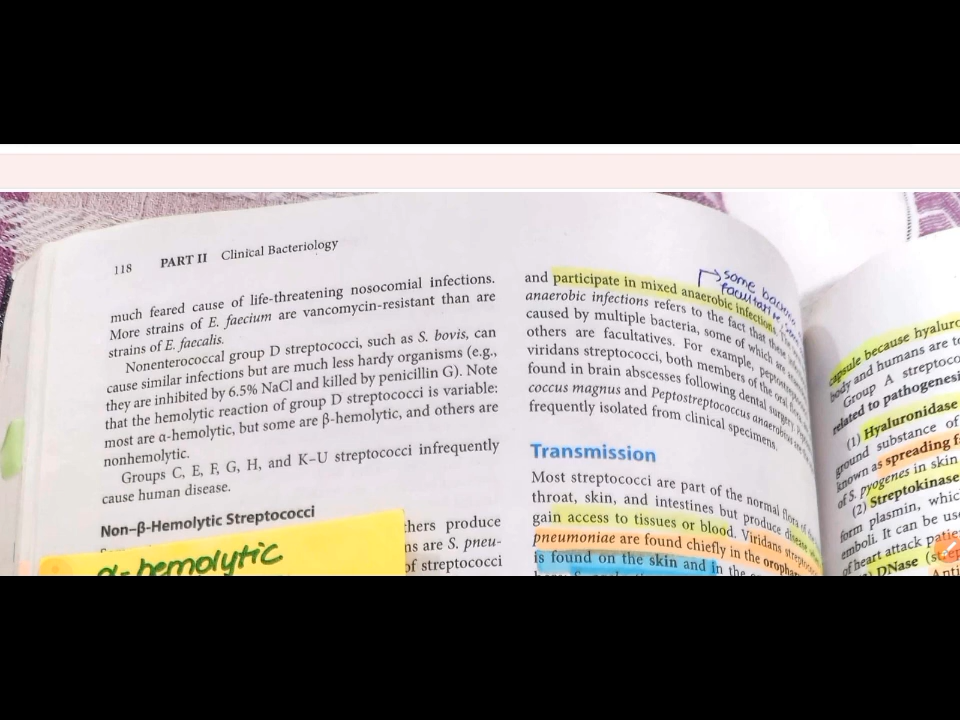 118 PART II Clinical Bacteriology
much feared cause of life-threatening nosocomial infections.
More strains of E. faecium are vancomycin-resistant than are
strains of E. faecalis.
Nonenterococcal group D streptococci, such as S. bovis, can
cause similar infections but are much less hardy organisms (e.g.,
they are inhibited by 6.5% NaCl and killed by penicillin G). Note
that the hemolytic reaction of group D streptococci is variable:
most are α-hemolytic, but some are β-hemolytic, and others are
nonhemolytic.
Groups C, E, F, G, H, and K–U streptococci infrequently
cause human disease.
Non–β-Hemolytic Streptococci
thers produce
ns are S. pneu-
of streptococci
α-hemolytic
some
facultative
and participate in mixed anaerobic infections.
anaerobic infections refers to the fact that these
caused by multiple bacteria, some of which are
others are facultatives. For example,
viridans streptococci, both members of the oral
found in brain abscesses following dental surgery.
coccus magnus and Peptostreptococcus anaerobius
frequently isolated from clinical specimens.
Transmission
Most streptococci are part of the normal flora of
throat, skin, and intestines but produce disease
gain access to tissues or blood. Viridans
pneumoniae are found chiefly in the
is found on the skin and in the
capsule because
body and humans are
Group A
related to
(1) Hyaluronidase
ground substance of
known as spreading
of S. pyogenes in skin
(2) Streptokinase
form plasmin,
emboli. It can be
of heart attack
DNase